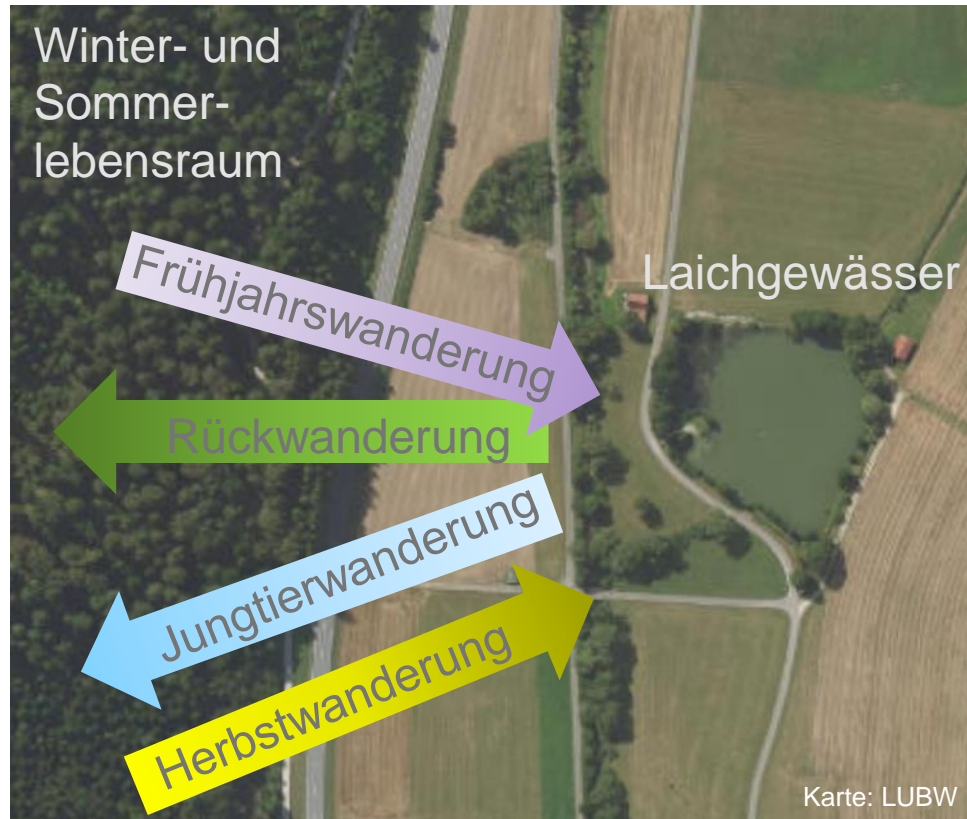 Winter- und
Sommer-
lebensraum
Frühjahrswanderung
Laichgewässer
Rückwanderung
Jungtierwanderung
Herbstwanderung
Karte: LUBW